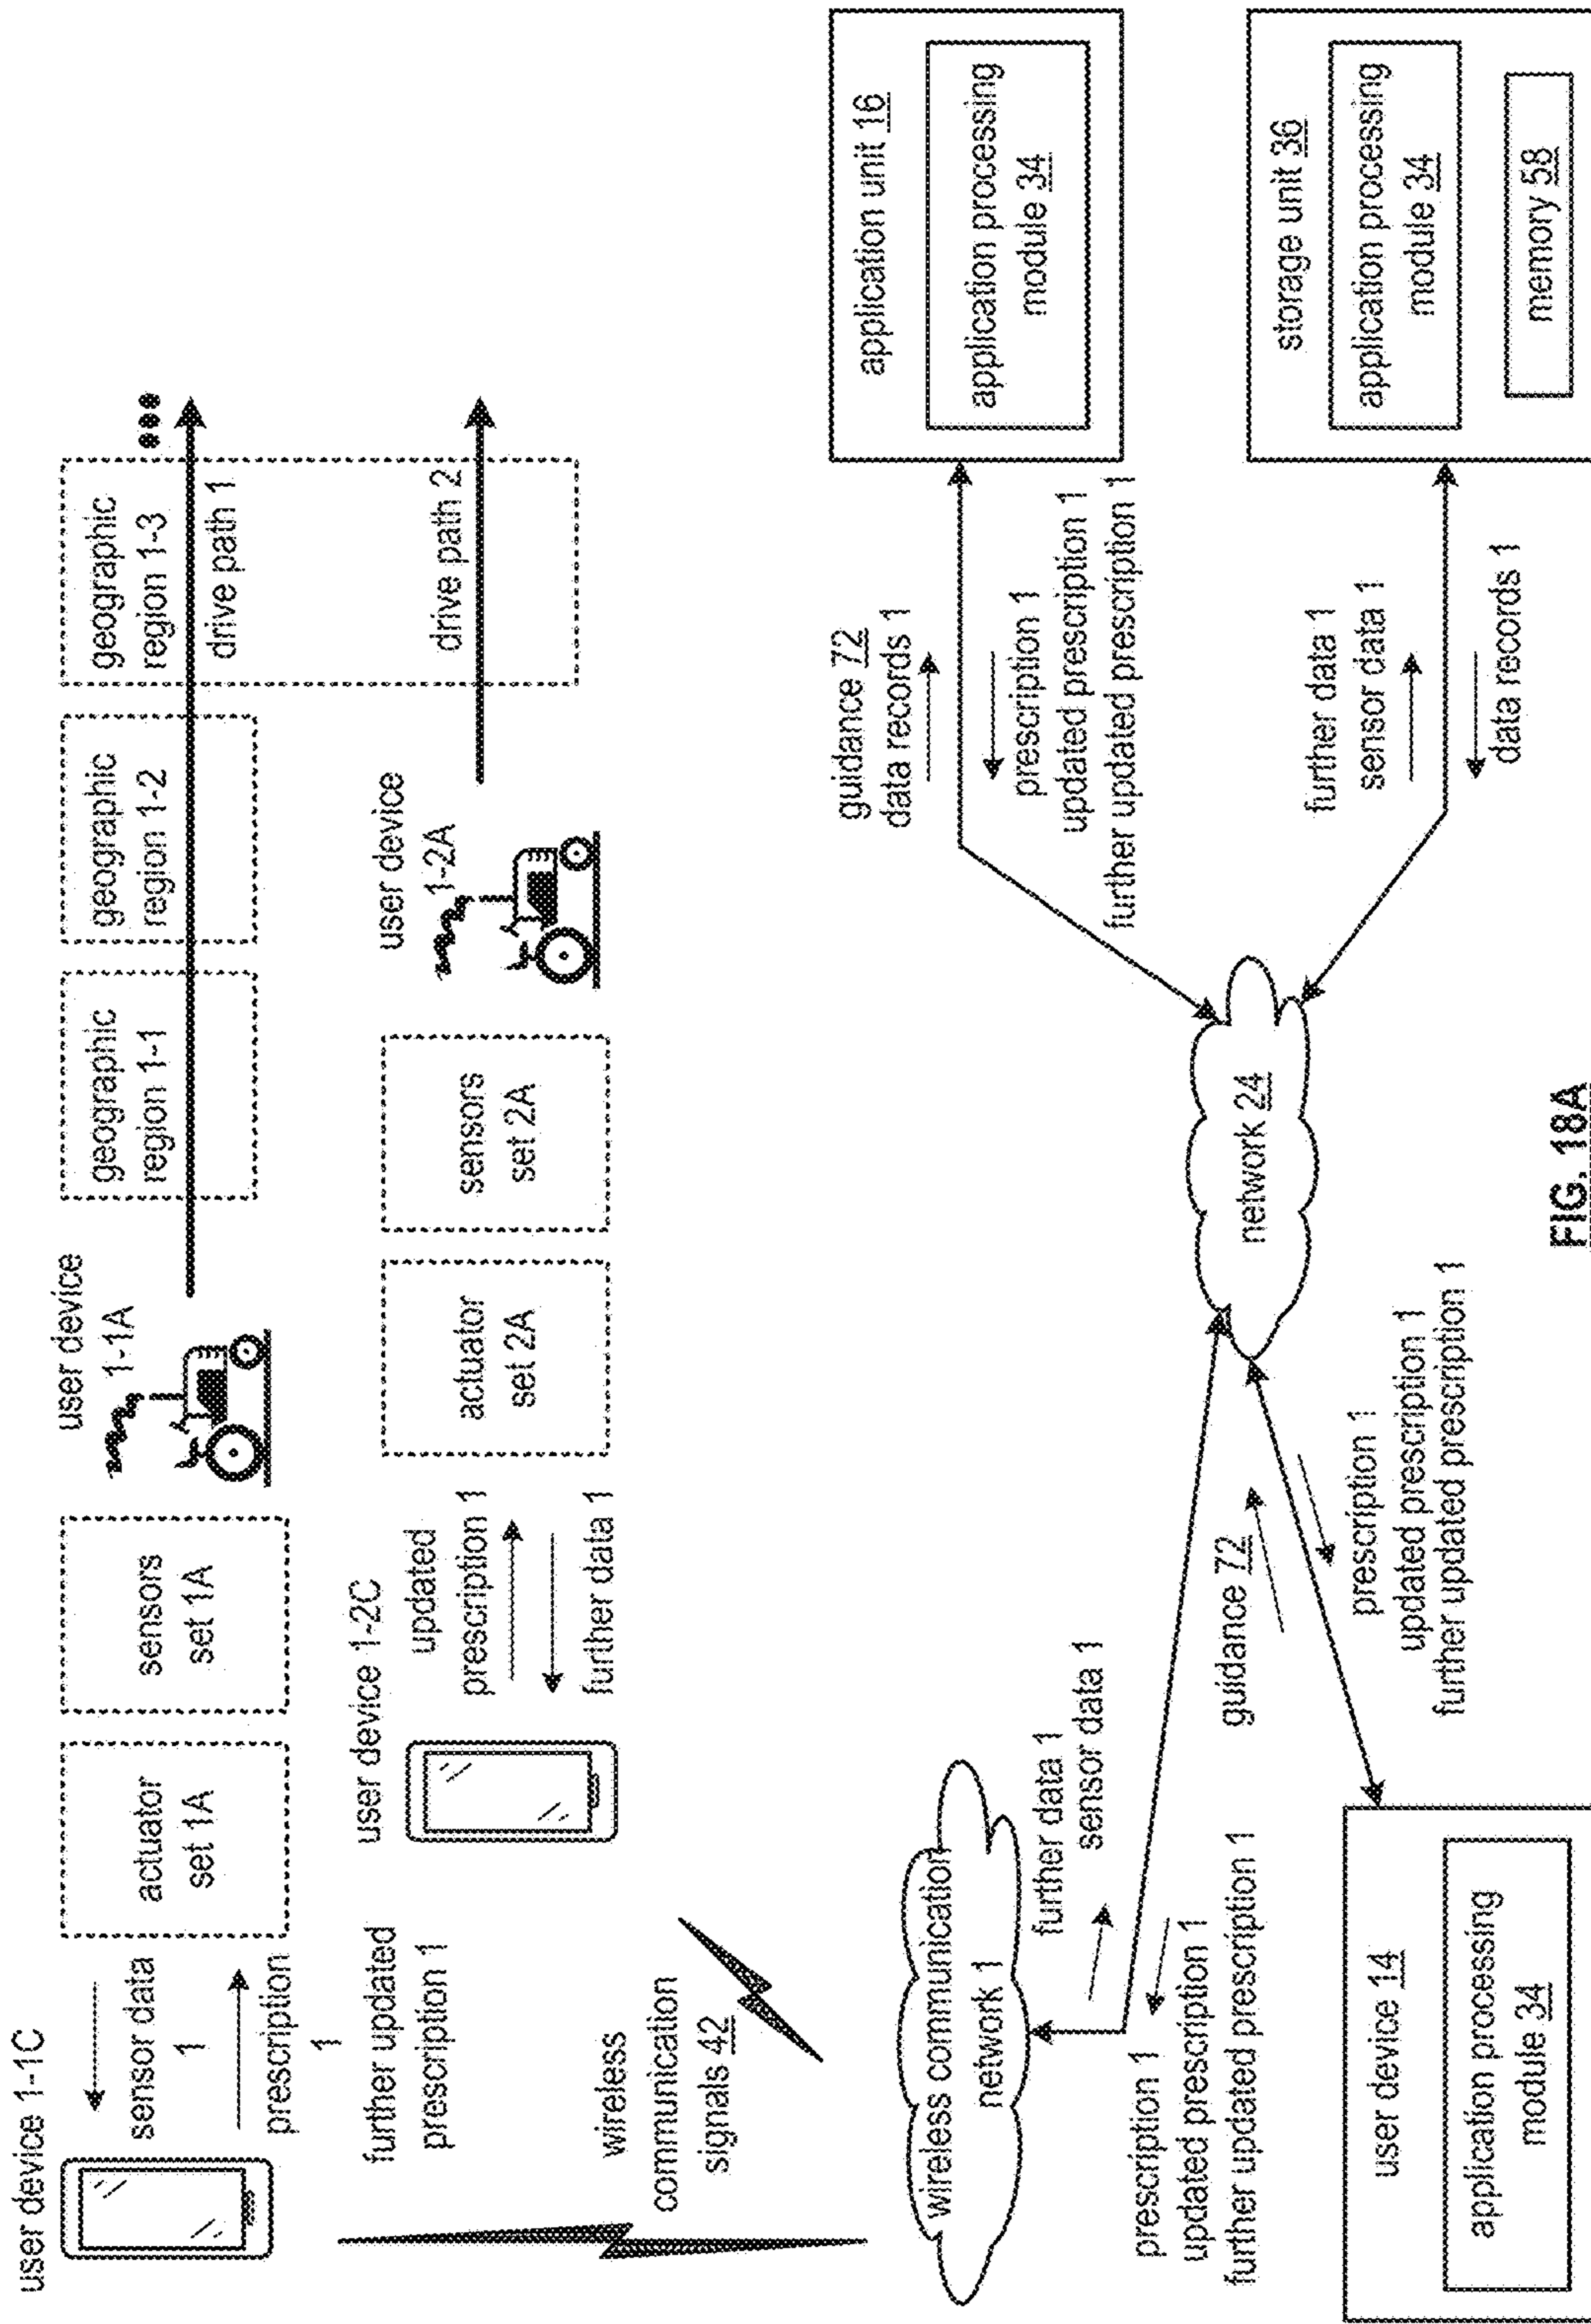 user device 1-1C
sensor data
1
prescription
1
further updated
prescription 1
actuator
set 1A
sensors
set 1A
user device
1-1A
geographic
region 1-1
geographic
region 1-2
geographic
region 1-3
drive path 1
drive path 2
user device 1-2C
updated
prescription 1
further data 1
actuator
set 2A
sensors
set 2A
user device
1-2A
wireless
communication
signals 42
wireless communication
network 1
further data 1
sensor data 1
prescription 1
updated prescription 1
further updated prescription 1
user device 14
application processing
module 34
guidance 72
prescription 1
updated prescription 1
further updated prescription 1
network 24
guidance 72
data records 1
prescription 1
updated prescription 1
further updated prescription 1
application unit 16
application processing
module 34
further data 1
sensor data 1
data records 1
storage unit 36
application processing
module 34
memory 58
FIG. 18A